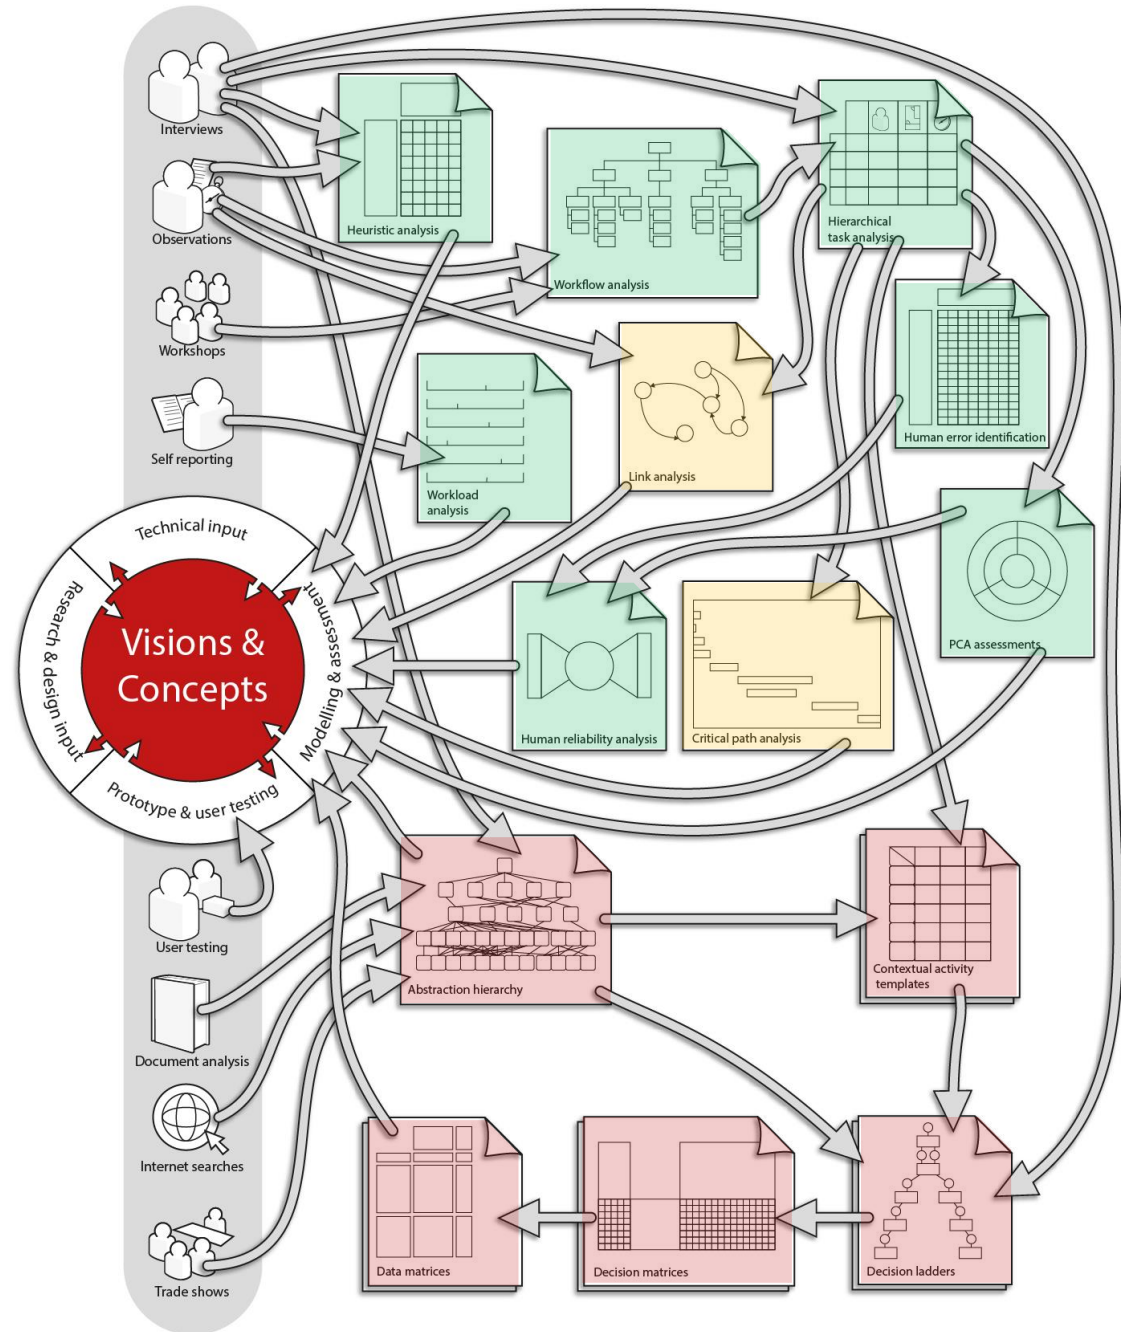 Interviews
Observations
Workshops
Self reporting
Heuristic analysis
Workflow analysis
Hierarchical
task analysis
Human error identification
Workload
analysis
Link analysis
PCA assessments
Human reliability analysis
Critical path analysis
Technical input
Research & design input
Modelling & assessment
Prototype & user testing
Visions &
Concepts
User testing
Document analysis
Internet searches
Trade shows
Abstraction hierarchy
Contextual activity
templates
Data matrices
Decision matrices
Decision ladders